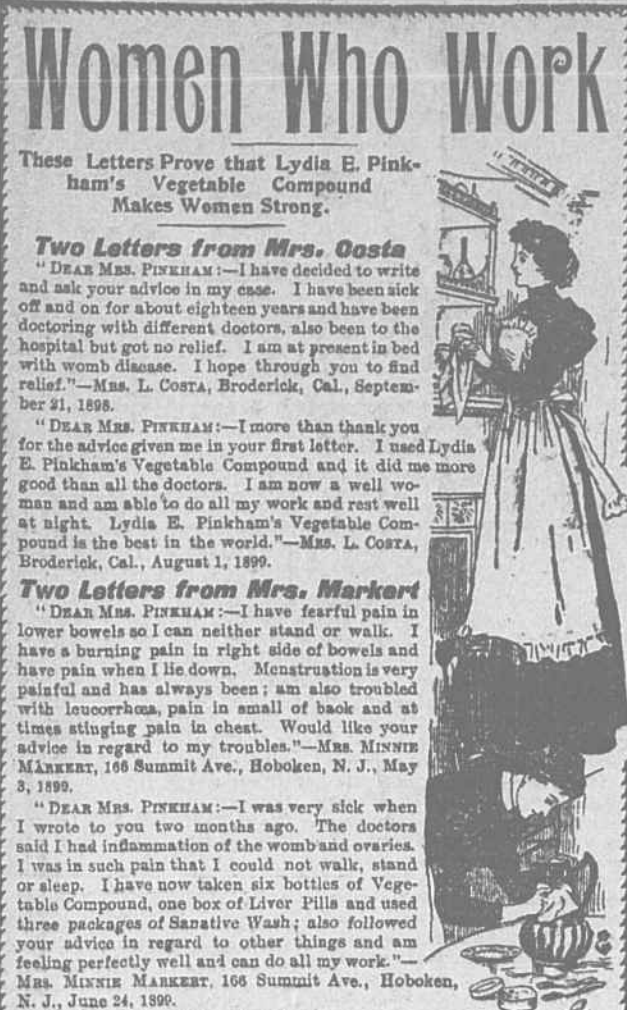 Women Who Work
These Letters Prove that Lydia E. Pink-
ham's Vegetable Compound
Makes Women Strong.
Two Letters from Mrs. Costa
"DEAR MRS. PINKHAM:—I have decided to write
and ask your advice in my case. I have been sick
off and on for about eighteen years and have been
doctoring with different doctors, also been to the
hospital but got no relief. I am at present in bed
with womb disease. I hope through you to find
relief."—MRS. L. COSTA, Broderick, Cal., Septem-
ber 21, 1898.
"DEAR MRS. PINKHAM:—I more than thank you
for the advice given me in your first letter. I used Lydia
E. Pinkham's Vegetable Compound and it did me more
good than all the doctors. I am now a well wo-
man and am able to do all my work and rest well
at night. Lydia E. Pinkham's Vegetable Com-
pound is the best in the world."—MRS. L. COSTA,
Broderick, Cal., August 1, 1899.
Two Letters from Mrs. Markert
"DEAR MRS. PINKHAM:—I have fearful pain in
lower bowels so I can neither stand or walk. I
have a burning pain in right side of bowels and
have pain when I lie down. Menstruation is very
painful and has always been; am also troubled
with leucorrhœa, pain in small of back and at
times stinging pain in chest. Would like your
advice in regard to my troubles."—MRS. MINNIE
MARKERT, 166 Summit Ave., Hoboken, N. J., May
3, 1899.
"DEAR MRS. PINKHAM:—I was very sick when
I wrote to you two months ago. The doctors
said I had inflammation of the womb and ovaries.
I was in such pain that I could not walk, stand
or sleep. I have now taken six bottles of Vege-
table Compound, one box of Liver Pills and used
three packages of Sanative Wash; also followed
your advice in regard to other things and am
feeling perfectly well and can do all my work."—
MRS. MINNIE MARKERT, 166 Summit Ave., Hoboken,
N. J., June 24, 1899.